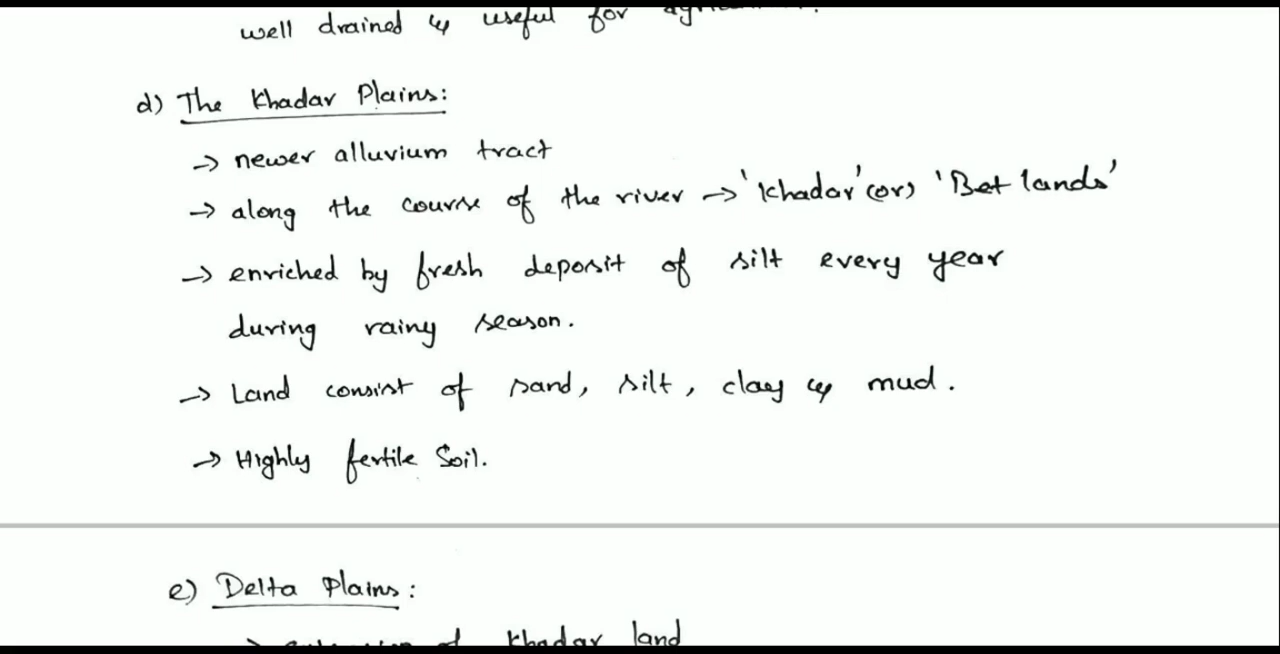 well drained & useful for
d) The Khadar Plains:
→ newer alluvium tract
→ along the course of the river → 'Khadar' (or) 'Bet lands'
→ enriched by fresh deposit of silt every year
during rainy season.
→ Land consist of sand, silt, clay & mud.
→ Highly fertile Soil.
e) Delta Plains:
→ extension of Khadar land